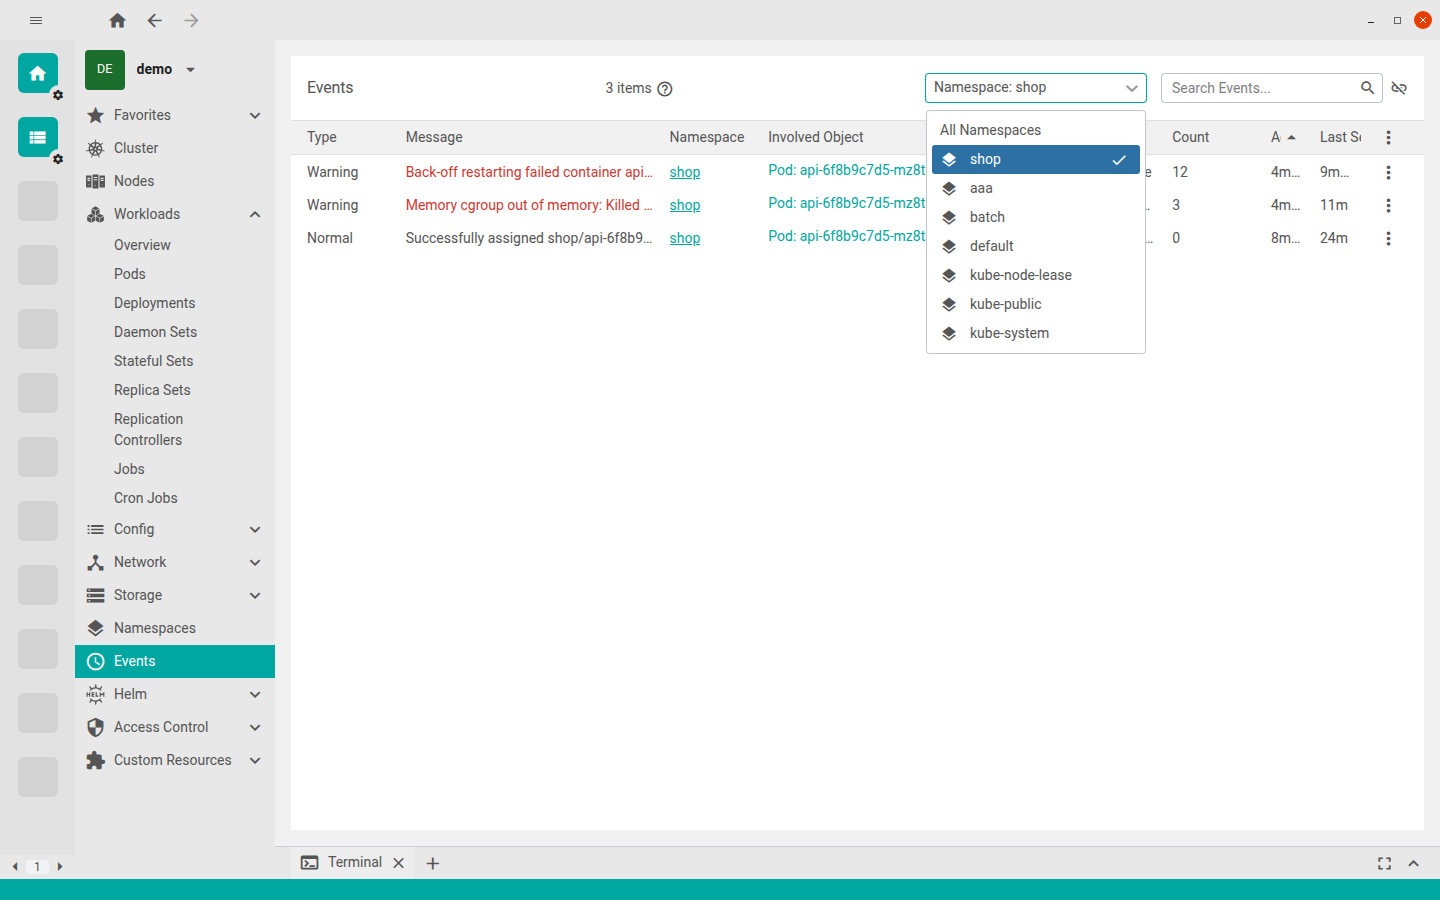 DE demo
Favorites
Cluster
Nodes
Workloads
Overview
Pods
Deployments
Daemon Sets
Stateful Sets
Replica Sets
Replication
Controllers
Jobs
Cron Jobs
Config
Network
Storage
Namespaces
Events
HELM Helm
Access Control
Custom Resources
1
Events 3 items Namespace: shop Search Events...
Type Message Namespace Involved Object Count Last
Warning Back-off restarting failed container api... shop Pod: api-6f8b9c7d5-mz8t 12 4m... 9m...
Warning Memory cgroup out of memory: Killed ... shop Pod: api-6f8b9c7d5-mz8t 3 4m... 11m
Normal Successfully assigned shop/api-6f8b9... shop Pod: api-6f8b9c7d5-mz8t 0 8m... 24m
All Namespaces
shop
aaa
batch
default
kube-node-lease
kube-public
kube-system
Terminal